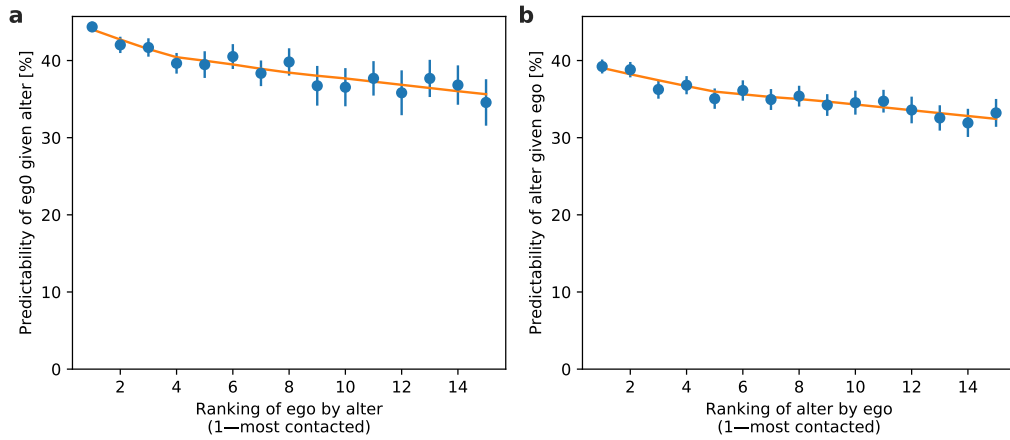 a
Predictability of eg0 given alter [%]
40
30
20
10
0
2 4 6 8 10 12 14
Ranking of ego by alter
(1—most contacted)
b
Predictability of alter given ego [%]
40
30
20
10
0
2 4 6 8 10 12 14
Ranking of alter by ego
(1—most contacted)